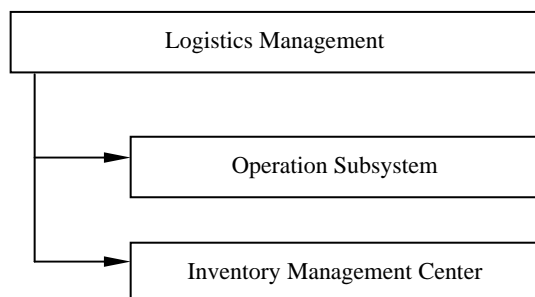 Logistics Management
Operation Subsystem
Inventory Management Center